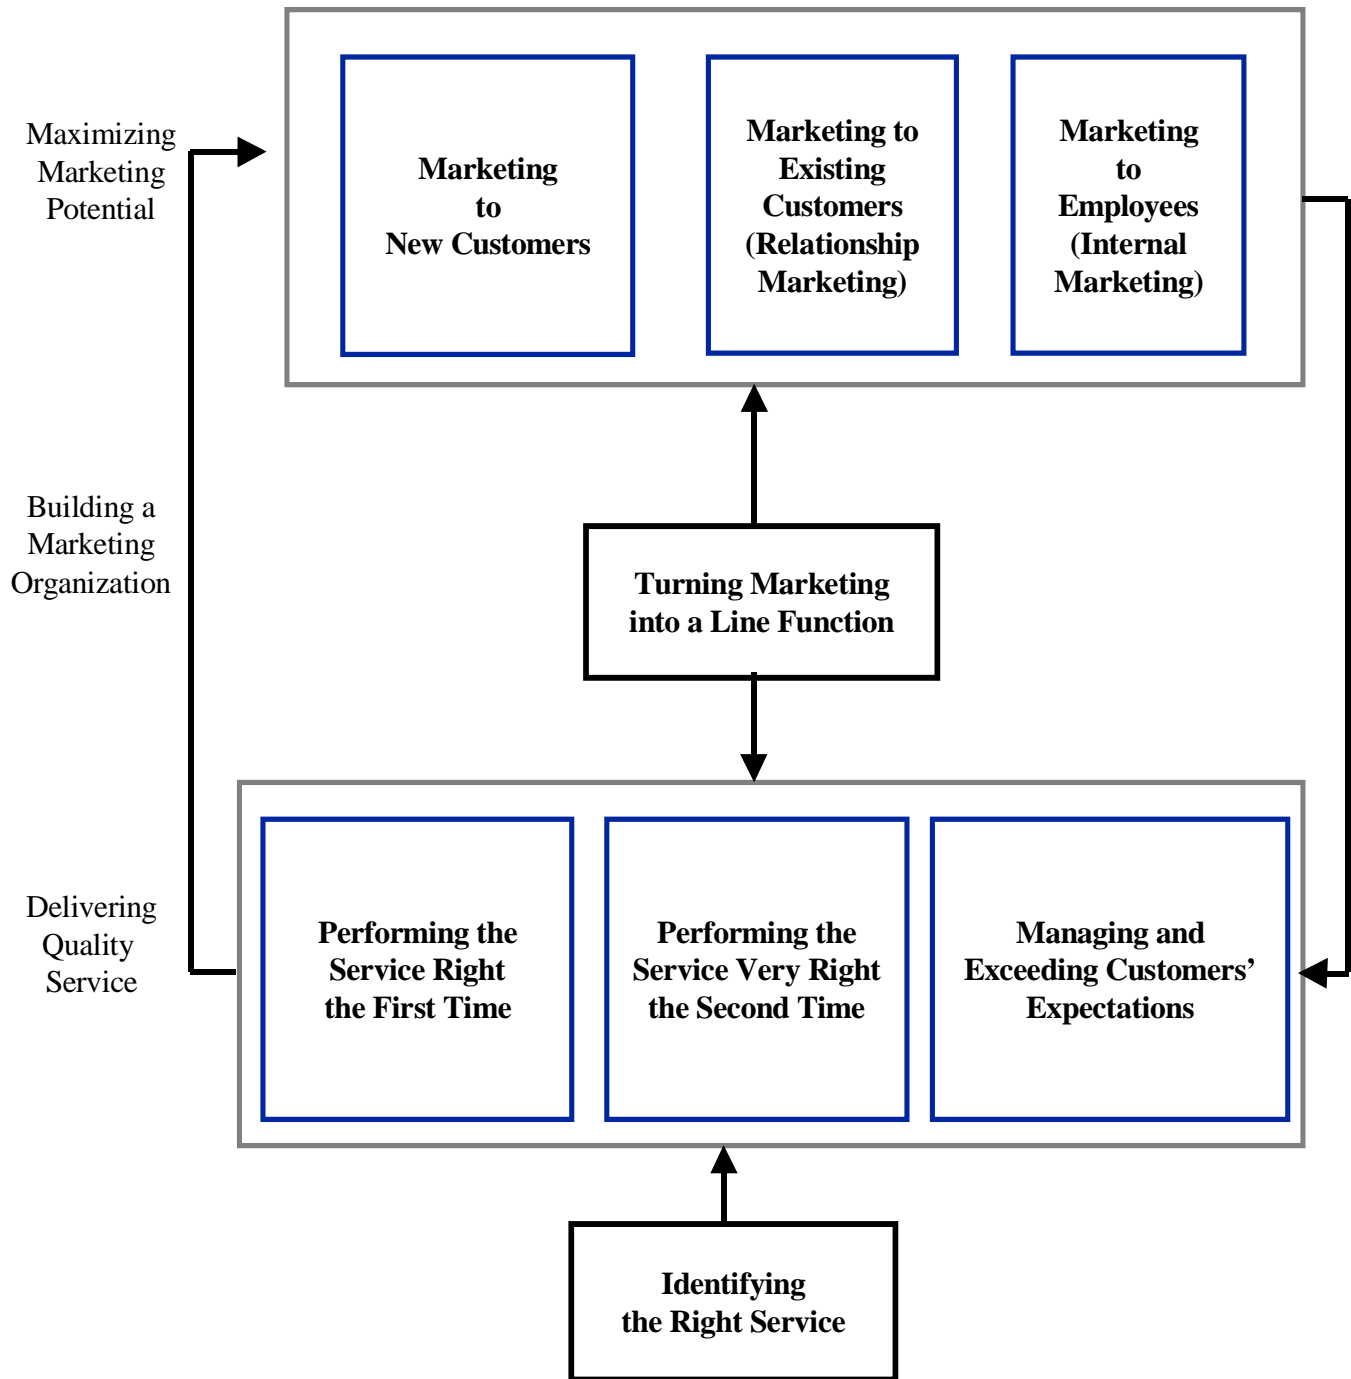 Maximizing
Marketing
Potential
Marketing
to
New Customers
Marketing to
Existing
Customers
(Relationship
Marketing)
Marketing
to
Employees
(Internal
Marketing)
Building a
Marketing
Organization
Turning Marketing
into a Line Function
Delivering
Quality
Service
Performing the
Service Right
the First Time
Performing the
Service Very Right
the Second Time
Managing and
Exceeding Customers’
Expectations
Identifying
the Right Service